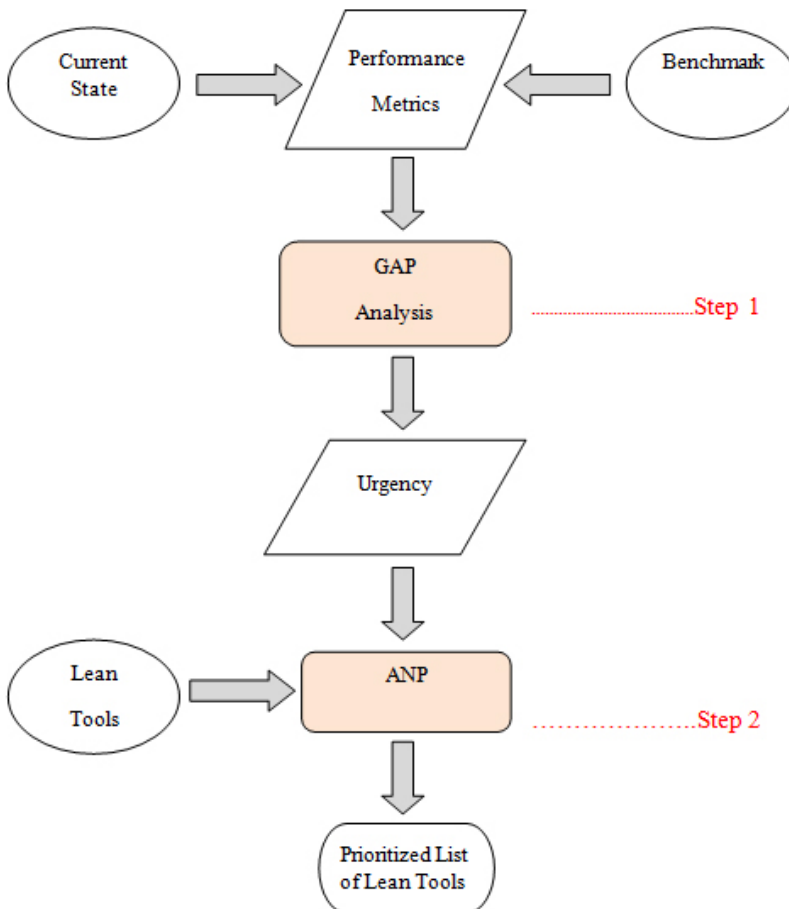 Current
State
Performance
Metrics
Benchmark
GAP
Analysis
..........................................Step 1
Urgency
Lean
Tools
ANP
........................Step 2
Prioritized List
of Lean Tools